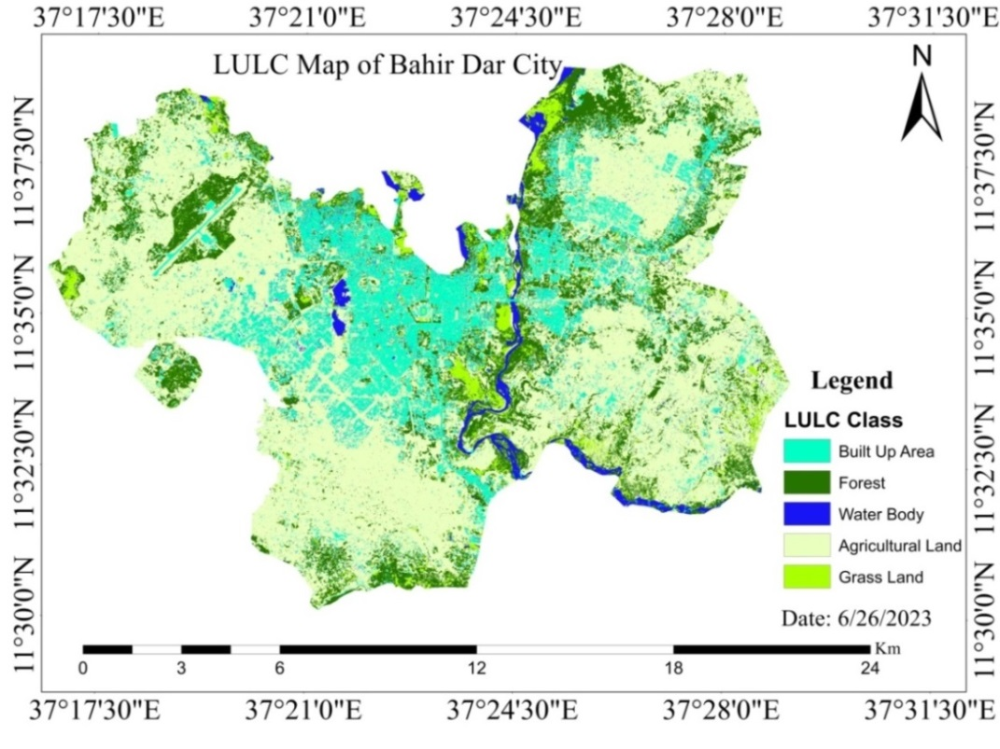 37°17'30"E 37°21'0"E 37°24'30"E 37°28'0"E 37°31'30"E
LULC Map of Bahir Dar City
N
11°37'30"N
11°35'0"N
11°32'30"N
11°30'0"N
11°37'30"N
11°35'0"N
11°32'30"N
11°30'0"N
Legend
LULC Class
Built Up Area
Forest
Water Body
Agricultural Land
Grass Land
Date: 6/26/2023
Km
0 3 6 12 18 24
37°17'30"E 37°21'0"E 37°24'30"E 37°28'0"E 37°31'30"E